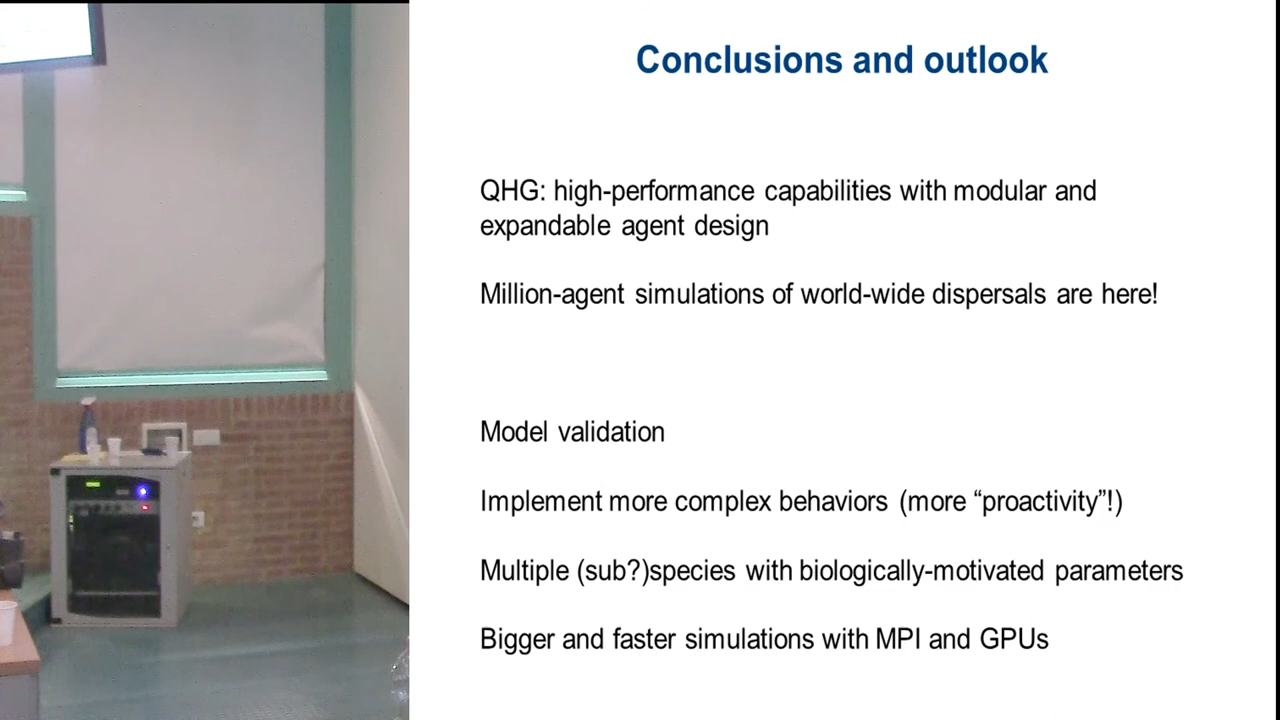 Conclusions and outlook
QHG: high-performance capabilities with modular and
expandable agent design
Million-agent simulations of world-wide dispersals are here!
Model validation
Implement more complex behaviors (more “proactivity”!)
Multiple (sub?)species with biologically-motivated parameters
Bigger and faster simulations with MPI and GPUs